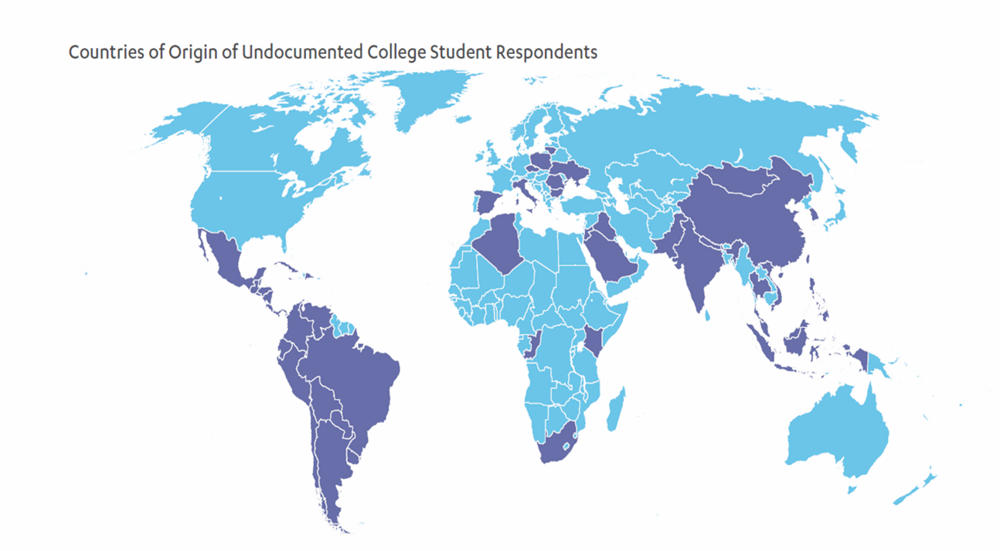 Countries of Origin of Undocumented College Student Respondents